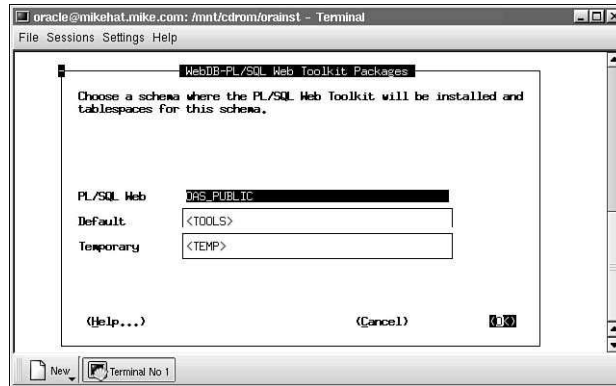 oracle@mikehat.mike.com: /mnt/cdrom/orainst - Terminal
File Sessions Settings Help
WebDB-PL/SQL Web Toolkit Packages
Choose a schema where the PL/SQL Web Toolkit will be installed and
tablespaces for this schema.
PL/SQL Web OAS_PUBLIC
Default <TOOLS>
Temporary <TEMP>
(Help...) (Cancel) (OK)
New Terminal No 1